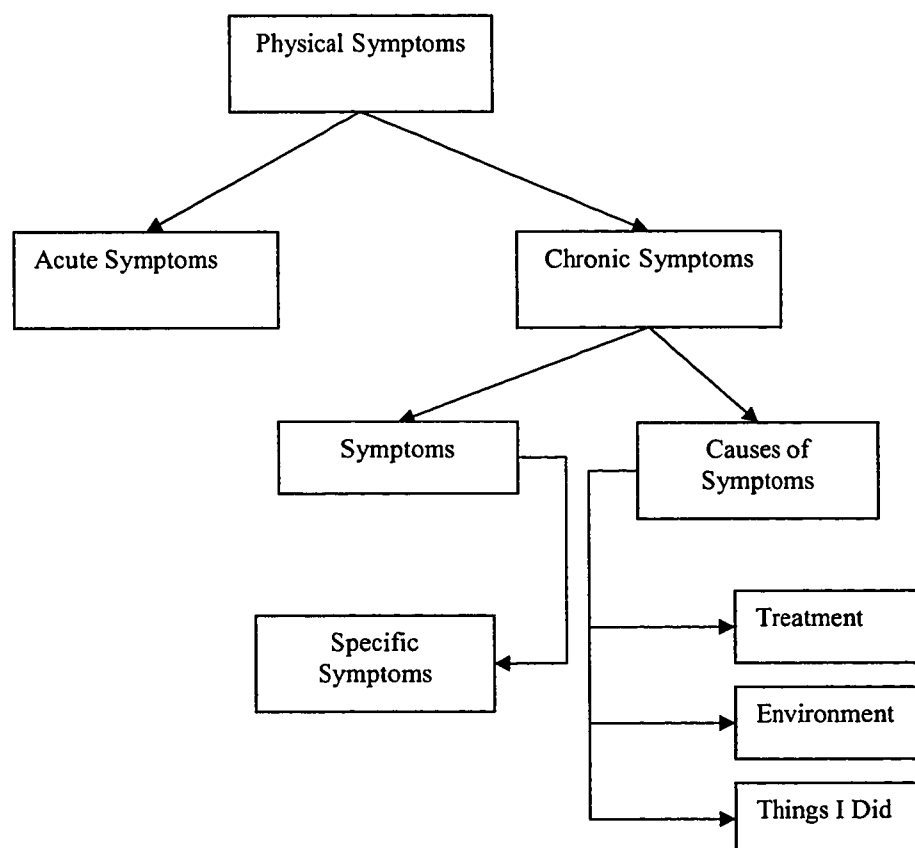 Physical Symptoms
Acute Symptoms
Chronic Symptoms
Symptoms
Causes of
Symptoms
Specific
Symptoms
Treatment
Environment
Things I Did